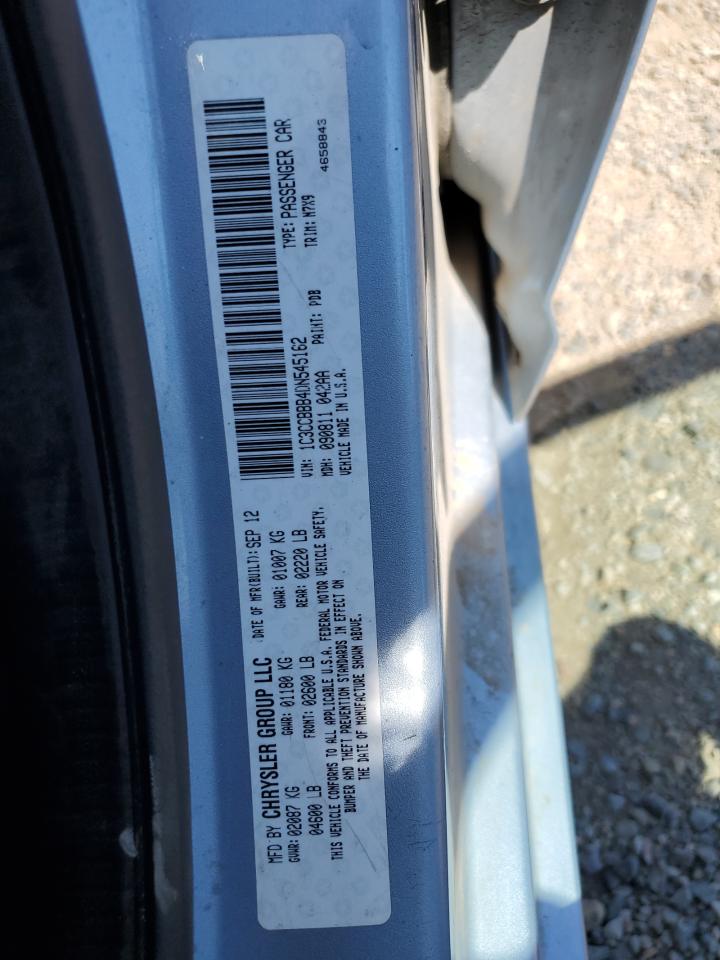 MFD BY CHRYSLER GROUP LLC DATE OF MFR(BUILT): SEP 12
GVWR: 02087 KG GAWR: 01180 KG GAWR: 01007 KG
04600 LB FRONT: 02600 LB REAR: 02220 LB
THIS VEHICLE CONFORMS TO ALL APPLICABLE U.S.A. FEDERAL MOTOR VEHICLE SAFETY,
BUMPER AND THEFT PREVENTION STANDARDS IN EFFECT ON
THE DATE OF MANUFACTURE SHOWN ABOVE.
VIN: 1C3CCBBB4DN545162 TYPE: PASSENGER CAR
MDH: 090811 042AA PAINT: PDB TRIM: N7X9
VEHICLE MADE IN U.S.A. 4658843